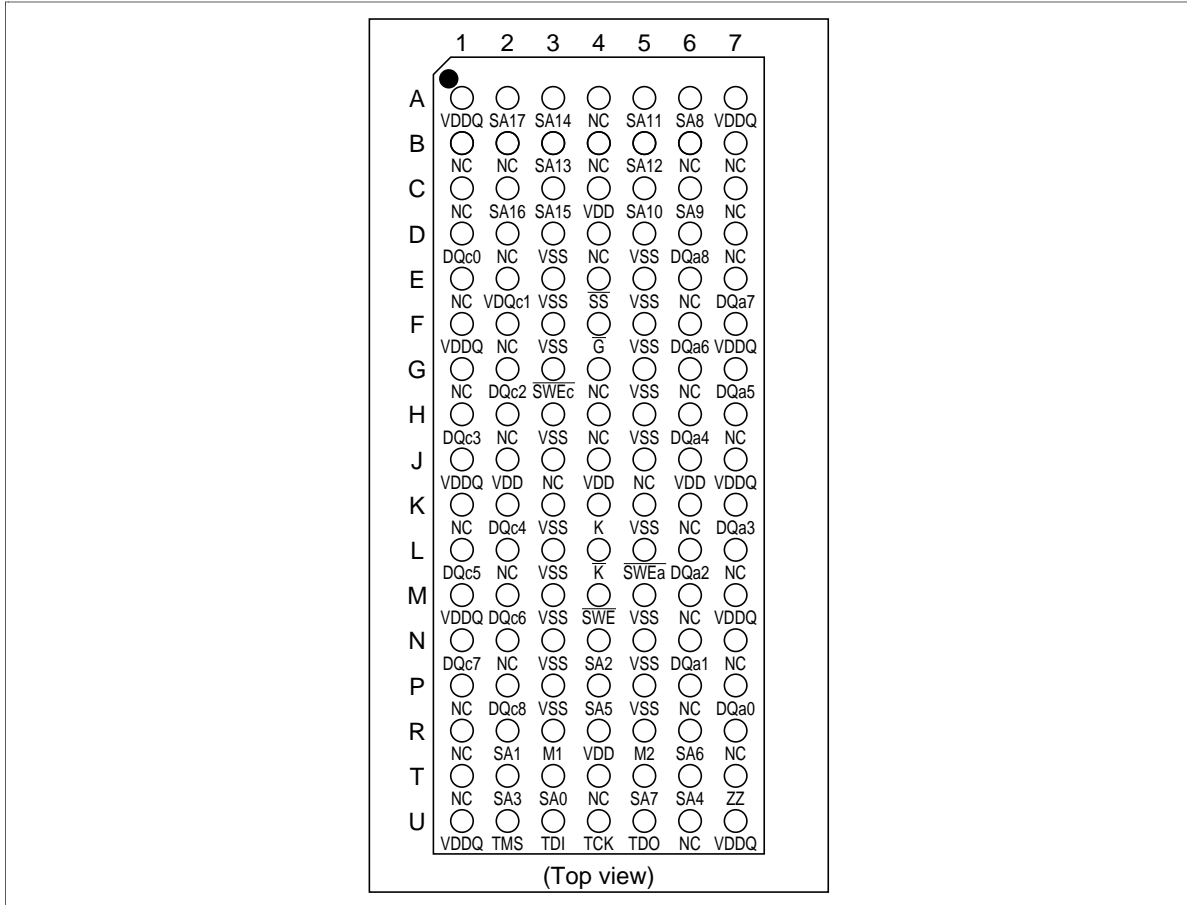 1 2 3 4 5 6 7
A
VDDQ SA17 SA14 NC SA11 SA8 VDDQ
B
NC NC SA13 NC SA12 NC NC
C
NC SA16 SA15 VDD SA10 SA9 NC
D
DQc0 NC VSS NC VSS DQa8 NC
E
NC VDQc1 VSS S̅S̅ VSS NC DQa7
F
VDDQ NC VSS G̅ VSS DQa6 VDDQ
G
NC DQc2 S̅W̅E̅c̅ NC VSS NC DQa5
H
DQc3 NC VSS NC VSS DQa4 NC
J
VDDQ VDD NC VDD NC VDD VDDQ
K
NC DQc4 VSS K VSS NC DQa3
L
DQc5 NC VSS K̅ S̅W̅E̅a̅ DQa2 NC
M
VDDQ DQc6 VSS S̅W̅E̅ VSS NC VDDQ
N
DQc7 NC VSS SA2 VSS DQa1 NC
P
NC DQc8 VSS SA5 VSS NC DQa0
R
NC SA1 M1 VDD M2 SA6 NC
T
NC SA3 SA0 NC SA7 SA4 ZZ
U
VDDQ TMS TDI TCK TDO NC VDDQ
(Top view)